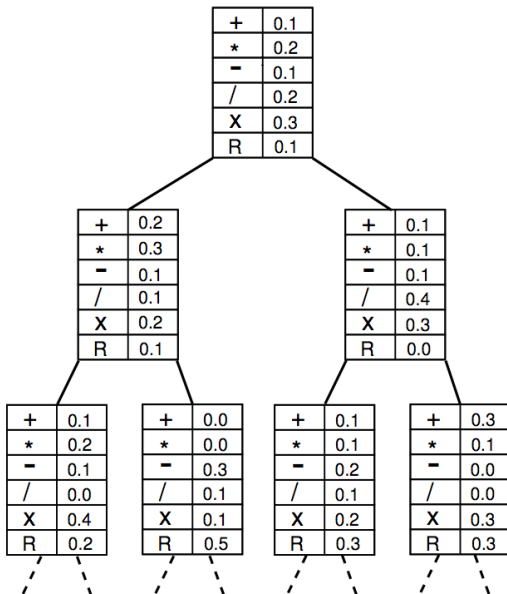 + 0.1
* 0.2
- 0.1
/ 0.2
X 0.3
R 0.1
+ 0.2
* 0.3
- 0.1
/ 0.1
X 0.2
R 0.1
+ 0.1
* 0.1
- 0.1
/ 0.4
X 0.3
R 0.0
+ 0.1
* 0.2
- 0.1
/ 0.0
X 0.4
R 0.2
+ 0.0
* 0.0
- 0.3
/ 0.1
X 0.1
R 0.5
+ 0.1
* 0.1
- 0.2
/ 0.1
X 0.2
R 0.3
+ 0.3
* 0.1
- 0.0
/ 0.0
X 0.3
R 0.3